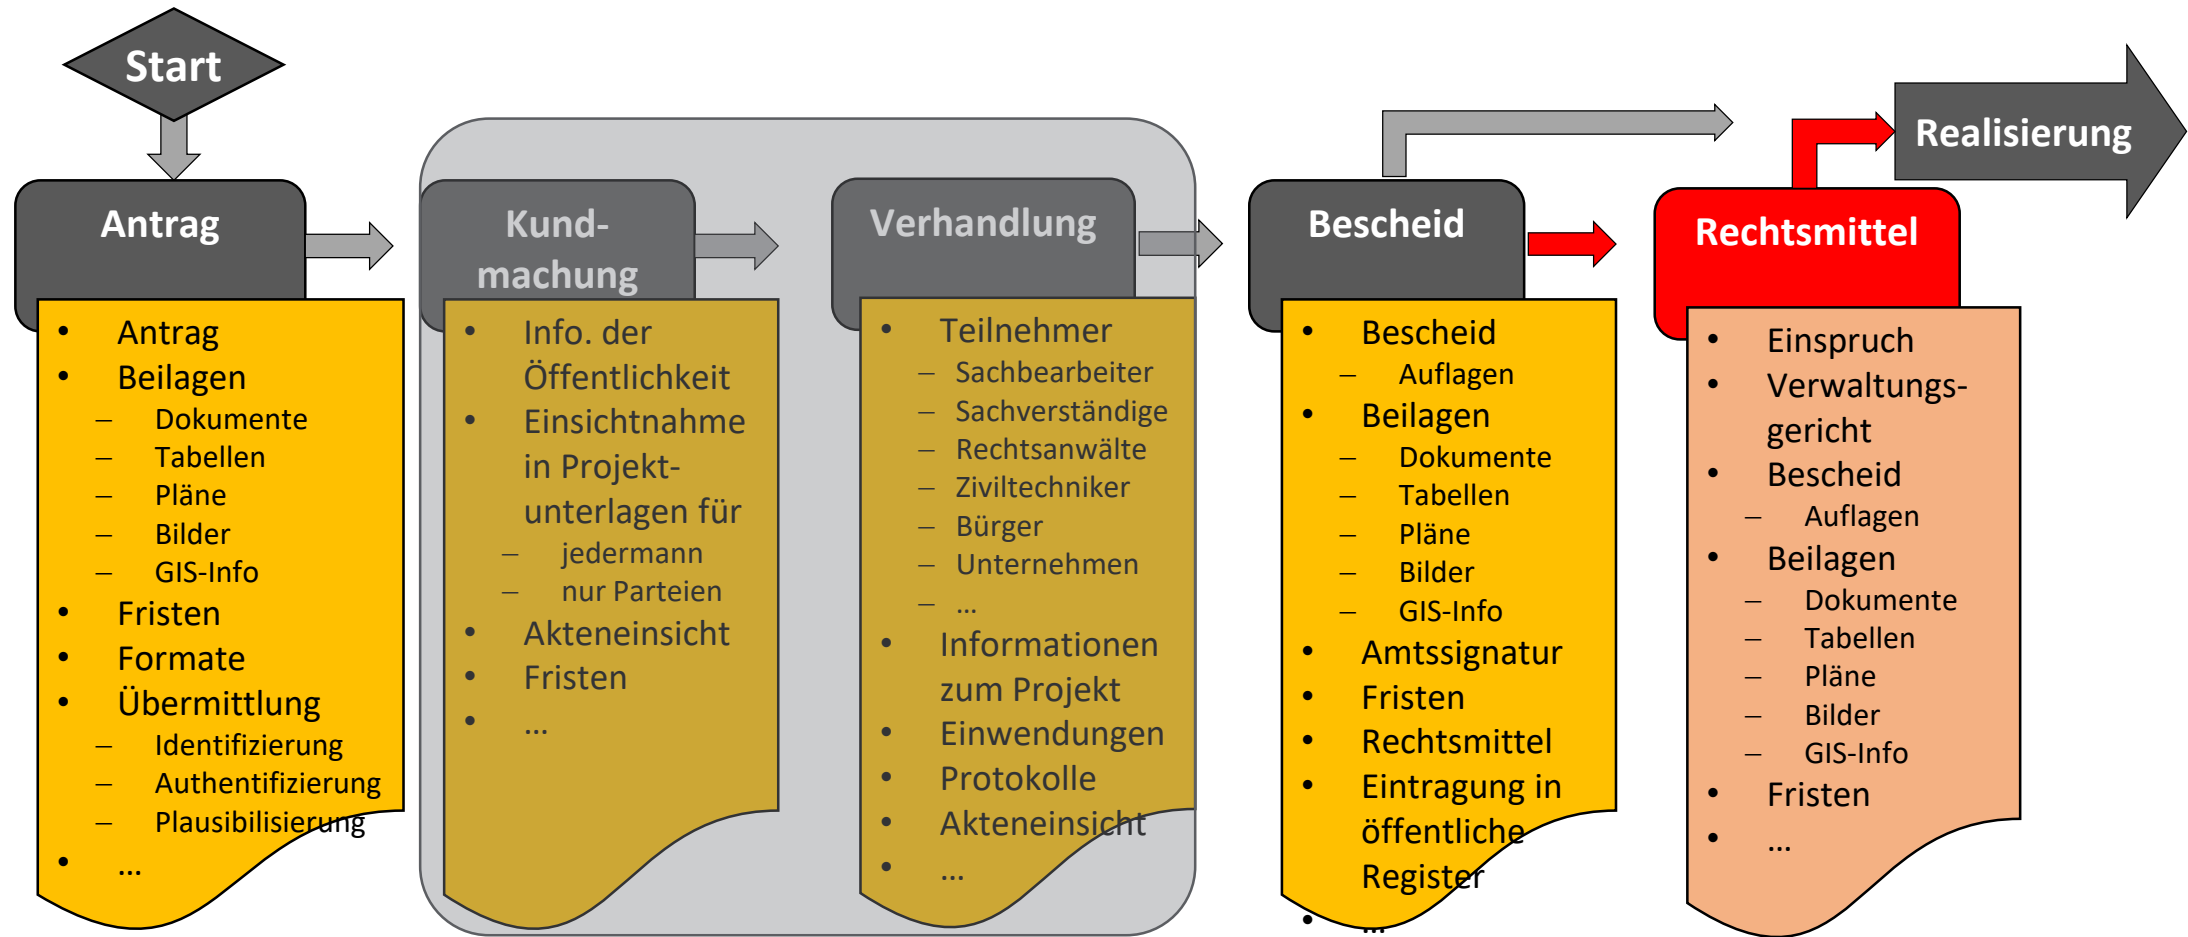 Start
Realisierung
Antrag
• Antrag
• Beilagen
– Dokumente
– Tabellen
– Pläne
– Bilder
– GIS-Info
• Fristen
• Formate
• Übermittlung
– Identifizierung
– Authentifizierung
– Plausibilisierung
• ...
Kund-
machung
• Info. der
Öffentlichkeit
• Einsichtnahme
in Projekt-
unterlagen für
– jedermann
– nur Parteien
• Akteneinsicht
• Fristen
• ...
Verhandlung
• Teilnehmer
– Sachbearbeiter
– Sachverständige
– Rechtsanwälte
– Ziviltechniker
– Bürger
– Unternehmen
– ...
• Informationen
zum Projekt
• Einwendungen
• Protokolle
• Akteneinsicht
• ...
Bescheid
• Bescheid
– Auflagen
• Beilagen
– Dokumente
– Tabellen
– Pläne
– Bilder
– GIS-Info
• Amtssignatur
• Fristen
• Rechtsmittel
• Eintragung in
öffentliche
Register
• ...
Rechtsmittel
• Einspruch
• Verwaltungs-
gericht
• Bescheid
– Auflagen
• Beilagen
– Dokumente
– Tabellen
– Pläne
– Bilder
– GIS-Info
• Fristen
• ...